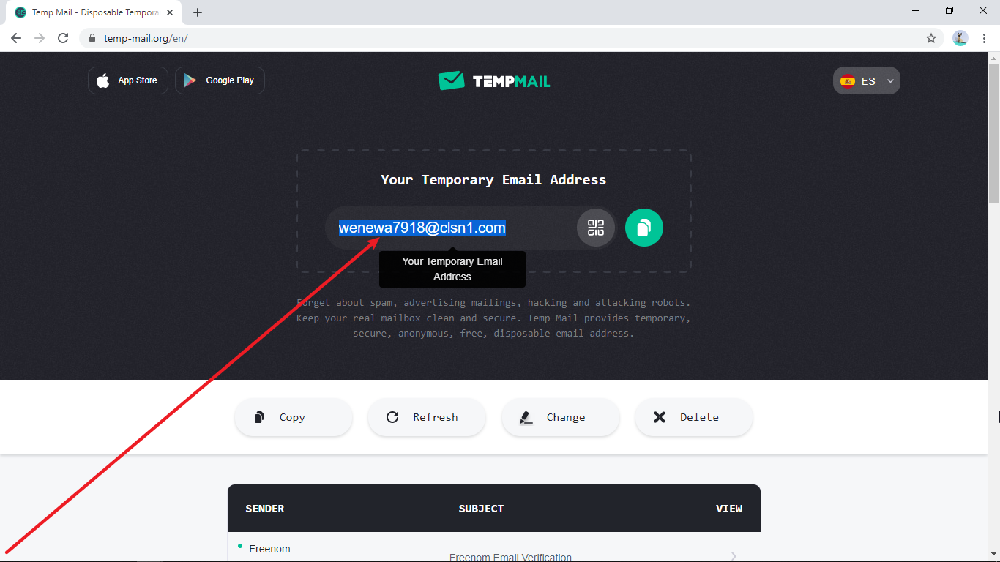 Temp Mail - Disposable Tempora
temp-mail.org/en/
App Store
Google Play
TEMPMAIL
ES
Your Temporary Email Address
wenewa7918@clsn1.com
Your Temporary Email
Address
Forget about spam, advertising mailings, hacking and attacking robots.
Keep your real mailbox clean and secure. Temp Mail provides temporary,
secure, anonymous, free, disposable email address.
Copy
Refresh
Change
Delete
SENDER SUBJECT VIEW
Freenom
Freenom Email Verification